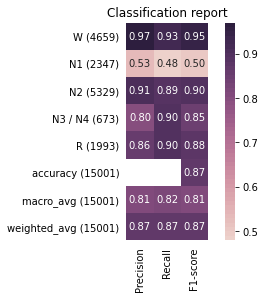 Classification report
W (4659) 0.97 0.93 0.95
N1 (2347) 0.53 0.48 0.50
N2 (5329) 0.91 0.89 0.90
N3 / N4 (673) 0.80 0.90 0.85
R (1993) 0.86 0.90 0.88
accuracy (15001) 0.87
macro_avg (15001) 0.81 0.82 0.81
weighted_avg (15001) 0.87 0.87 0.87
Precision
Recall
F1-score
0.9
0.8
0.7
0.6
0.5